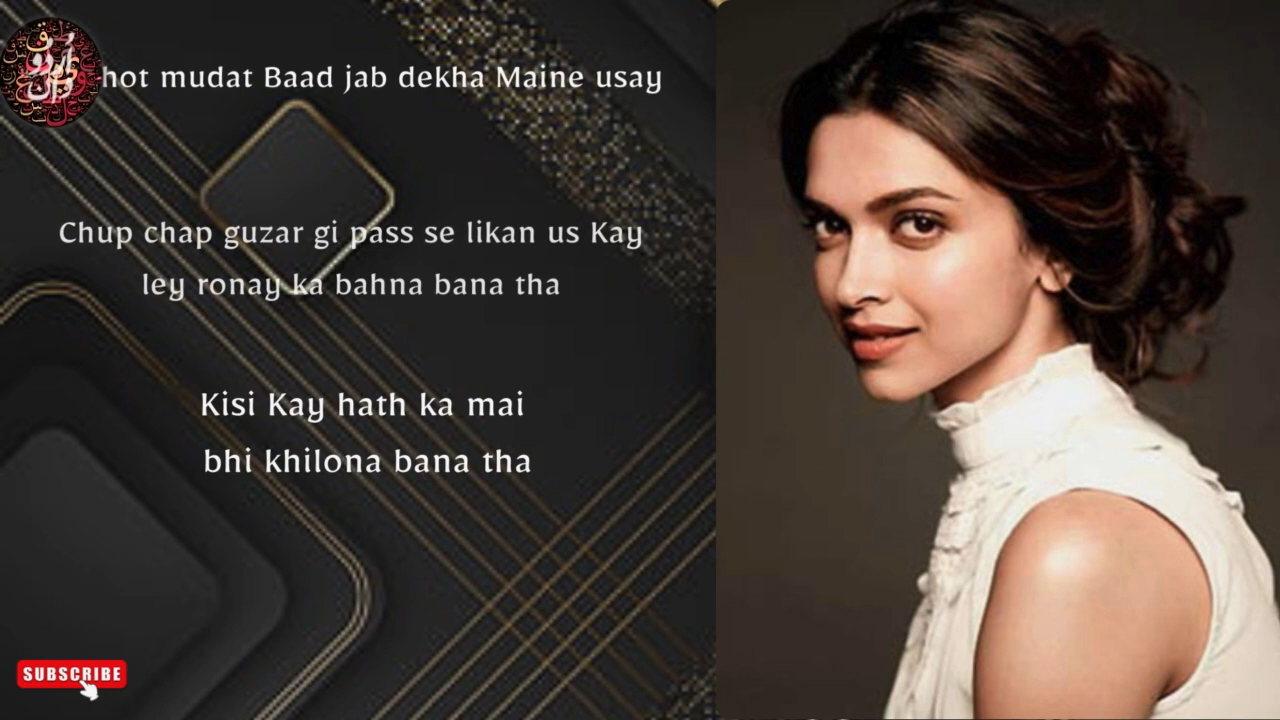 hot mudat Baad jab dekha Maine usay
Chup chap guzar gi pass se likan us Kay
ley ronay ka bahna bana tha
Kisi Kay hath ka mai
bhi khilona bana tha
SUBSCRIBE